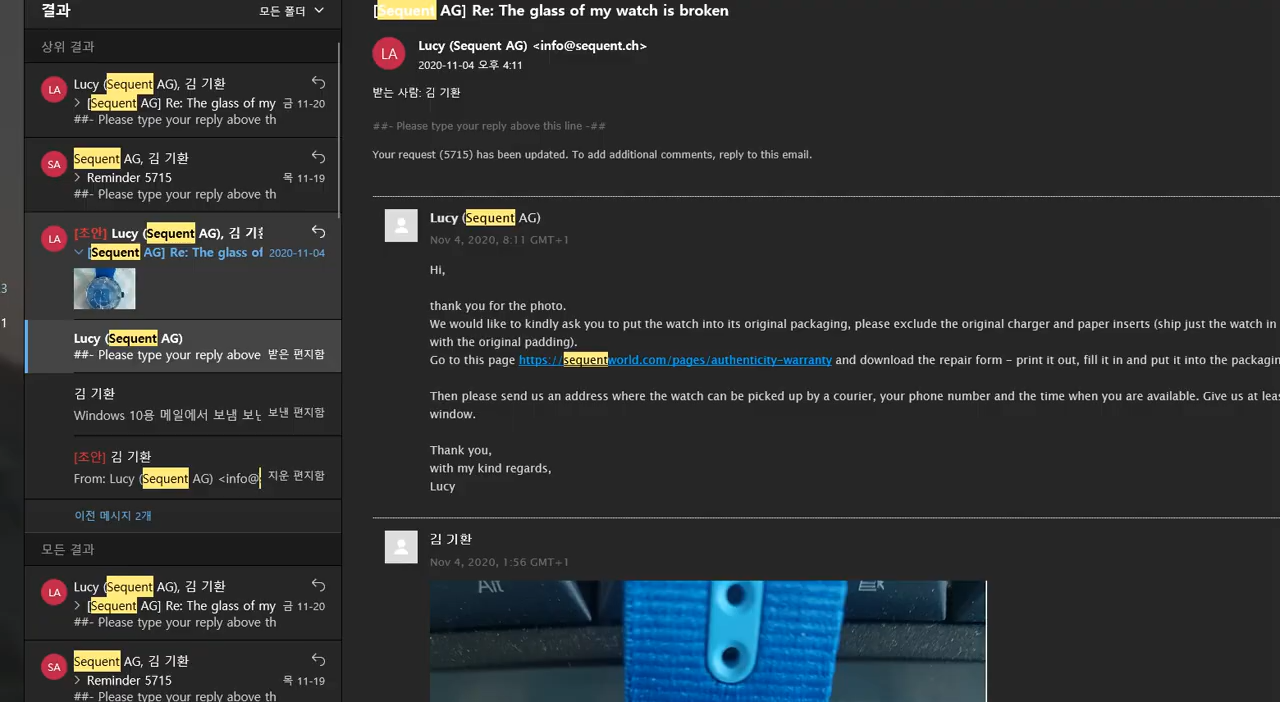 결과
모든 폴더
상위 결과
LA
Lucy (Sequent AG), 김 기환
[Sequent AG] Re: The glass of my
금 11-20
##- Please type your reply above th
SA
Sequent AG, 김 기환
Reminder 5715
목 11-19
##- Please type your reply above th
LA
[초안] Lucy (Sequent AG), 김 기환
[Sequent AG] Re: The glass of
2020-11-04
Lucy (Sequent AG)
##- Please type your reply above
받은 편지함
김 기환
Windows 10용 메일에서 보냄
보낸 편지함
[초안] 김 기환
From: Lucy (Sequent AG) <info@
지운 편지함
이전 메시지 2개
모든 결과
LA
Lucy (Sequent AG), 김 기환
[Sequent AG] Re: The glass of my
금 11-20
##- Please type your reply above th
SA
Sequent AG, 김 기환
Reminder 5715
목 11-19
##- Please type your reply above th
3
1
[Sequent AG] Re: The glass of my watch is broken
LA
Lucy (Sequent AG) <info@sequent.ch>
2020-11-04 오후 4:11
받는 사람: 김 기환
##- Please type your reply above this line -##
Your request (5715) has been updated. To add additional comments, reply to this email.
Lucy (Sequent AG)
Nov 4, 2020, 8:11 GMT+1
Hi,
thank you for the photo.
We would like to kindly ask you to put the watch into its original packaging, please exclude the original charger and paper inserts (ship just the watch in
with the original padding).
Go to this page https://sequentworld.com/pages/authenticity-warranty and download the repair form - print it out, fill it in and put it into the packagin
Then please send us an address where the watch can be picked up by a courier, your phone number and the time when you are available. Give us at lea
window.
Thank you,
with my kind regards,
Lucy
김 기환
Nov 4, 2020, 1:56 GMT+1
Alt